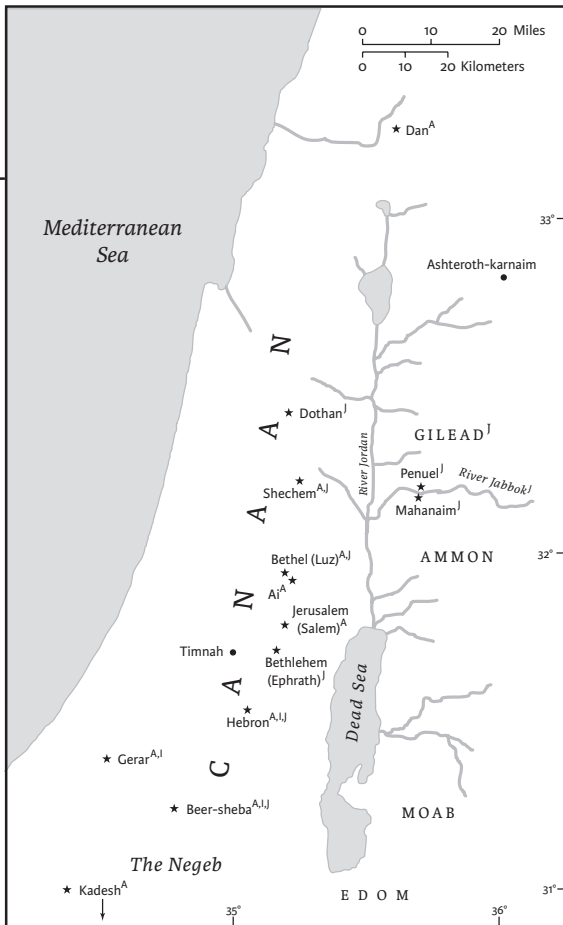 0 10 20 Miles
0 10 20 Kilometers
Danᴬ
Mediterranean
Sea
33°
Ashteroth-karnaim
CANAAN
Dothanᴶ
GILEADᴶ
River Jordan
Penuelᴶ
River Jabbokᴶ
Shechemᴬ,ᴶ
Mahanaimᴶ
32°
Bethel (Luz)ᴬ,ᴶ
AMMON
Aiᴬ
Jerusalem
(Salem)ᴬ
Timnah
Bethlehem
(Ephrath)ᴶ
Dead Sea
Hebronᴬ,ᴵ,ᴶ
Gerarᴬ,ᴵ
Beer-shebaᴬ,ᴵ,ᴶ
MOAB
The Negeb
Kadeshᴬ
EDOM
31°
35°
36°